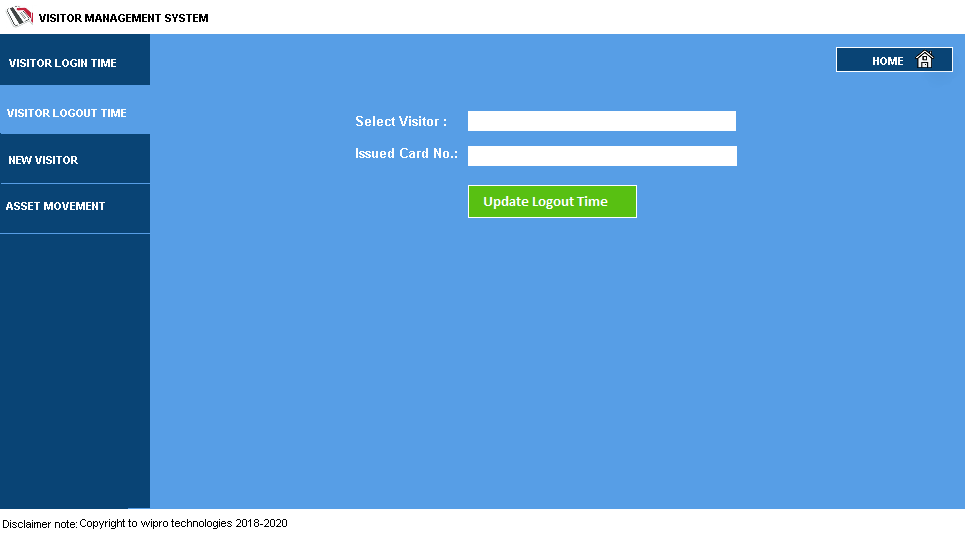 VISITOR MANAGEMENT SYSTEM
HOME
VISITOR LOGIN TIME
VISITOR LOGOUT TIME
NEW VISITOR
ASSET MOVEMENT
Select Visitor :
Issued Card No.:
Update Logout Time
Disclaimer note: Copyright to wipro technologies 2018-2020